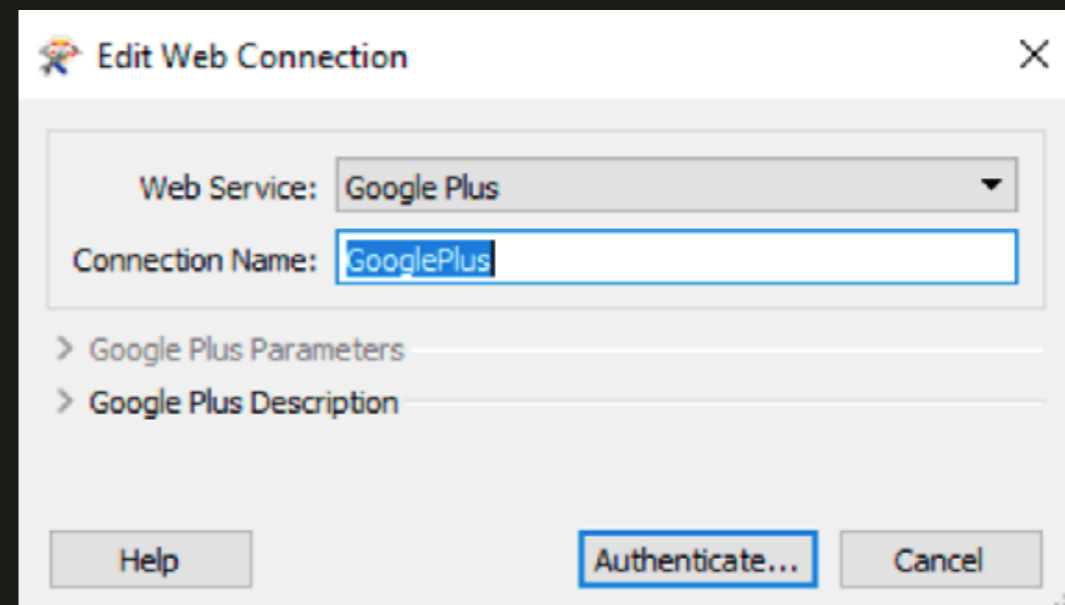 Edit Web Connection
Web Service: Google Plus
Connection Name: GooglePlus
Google Plus Parameters
Google Plus Description
Help Authenticate... Cancel